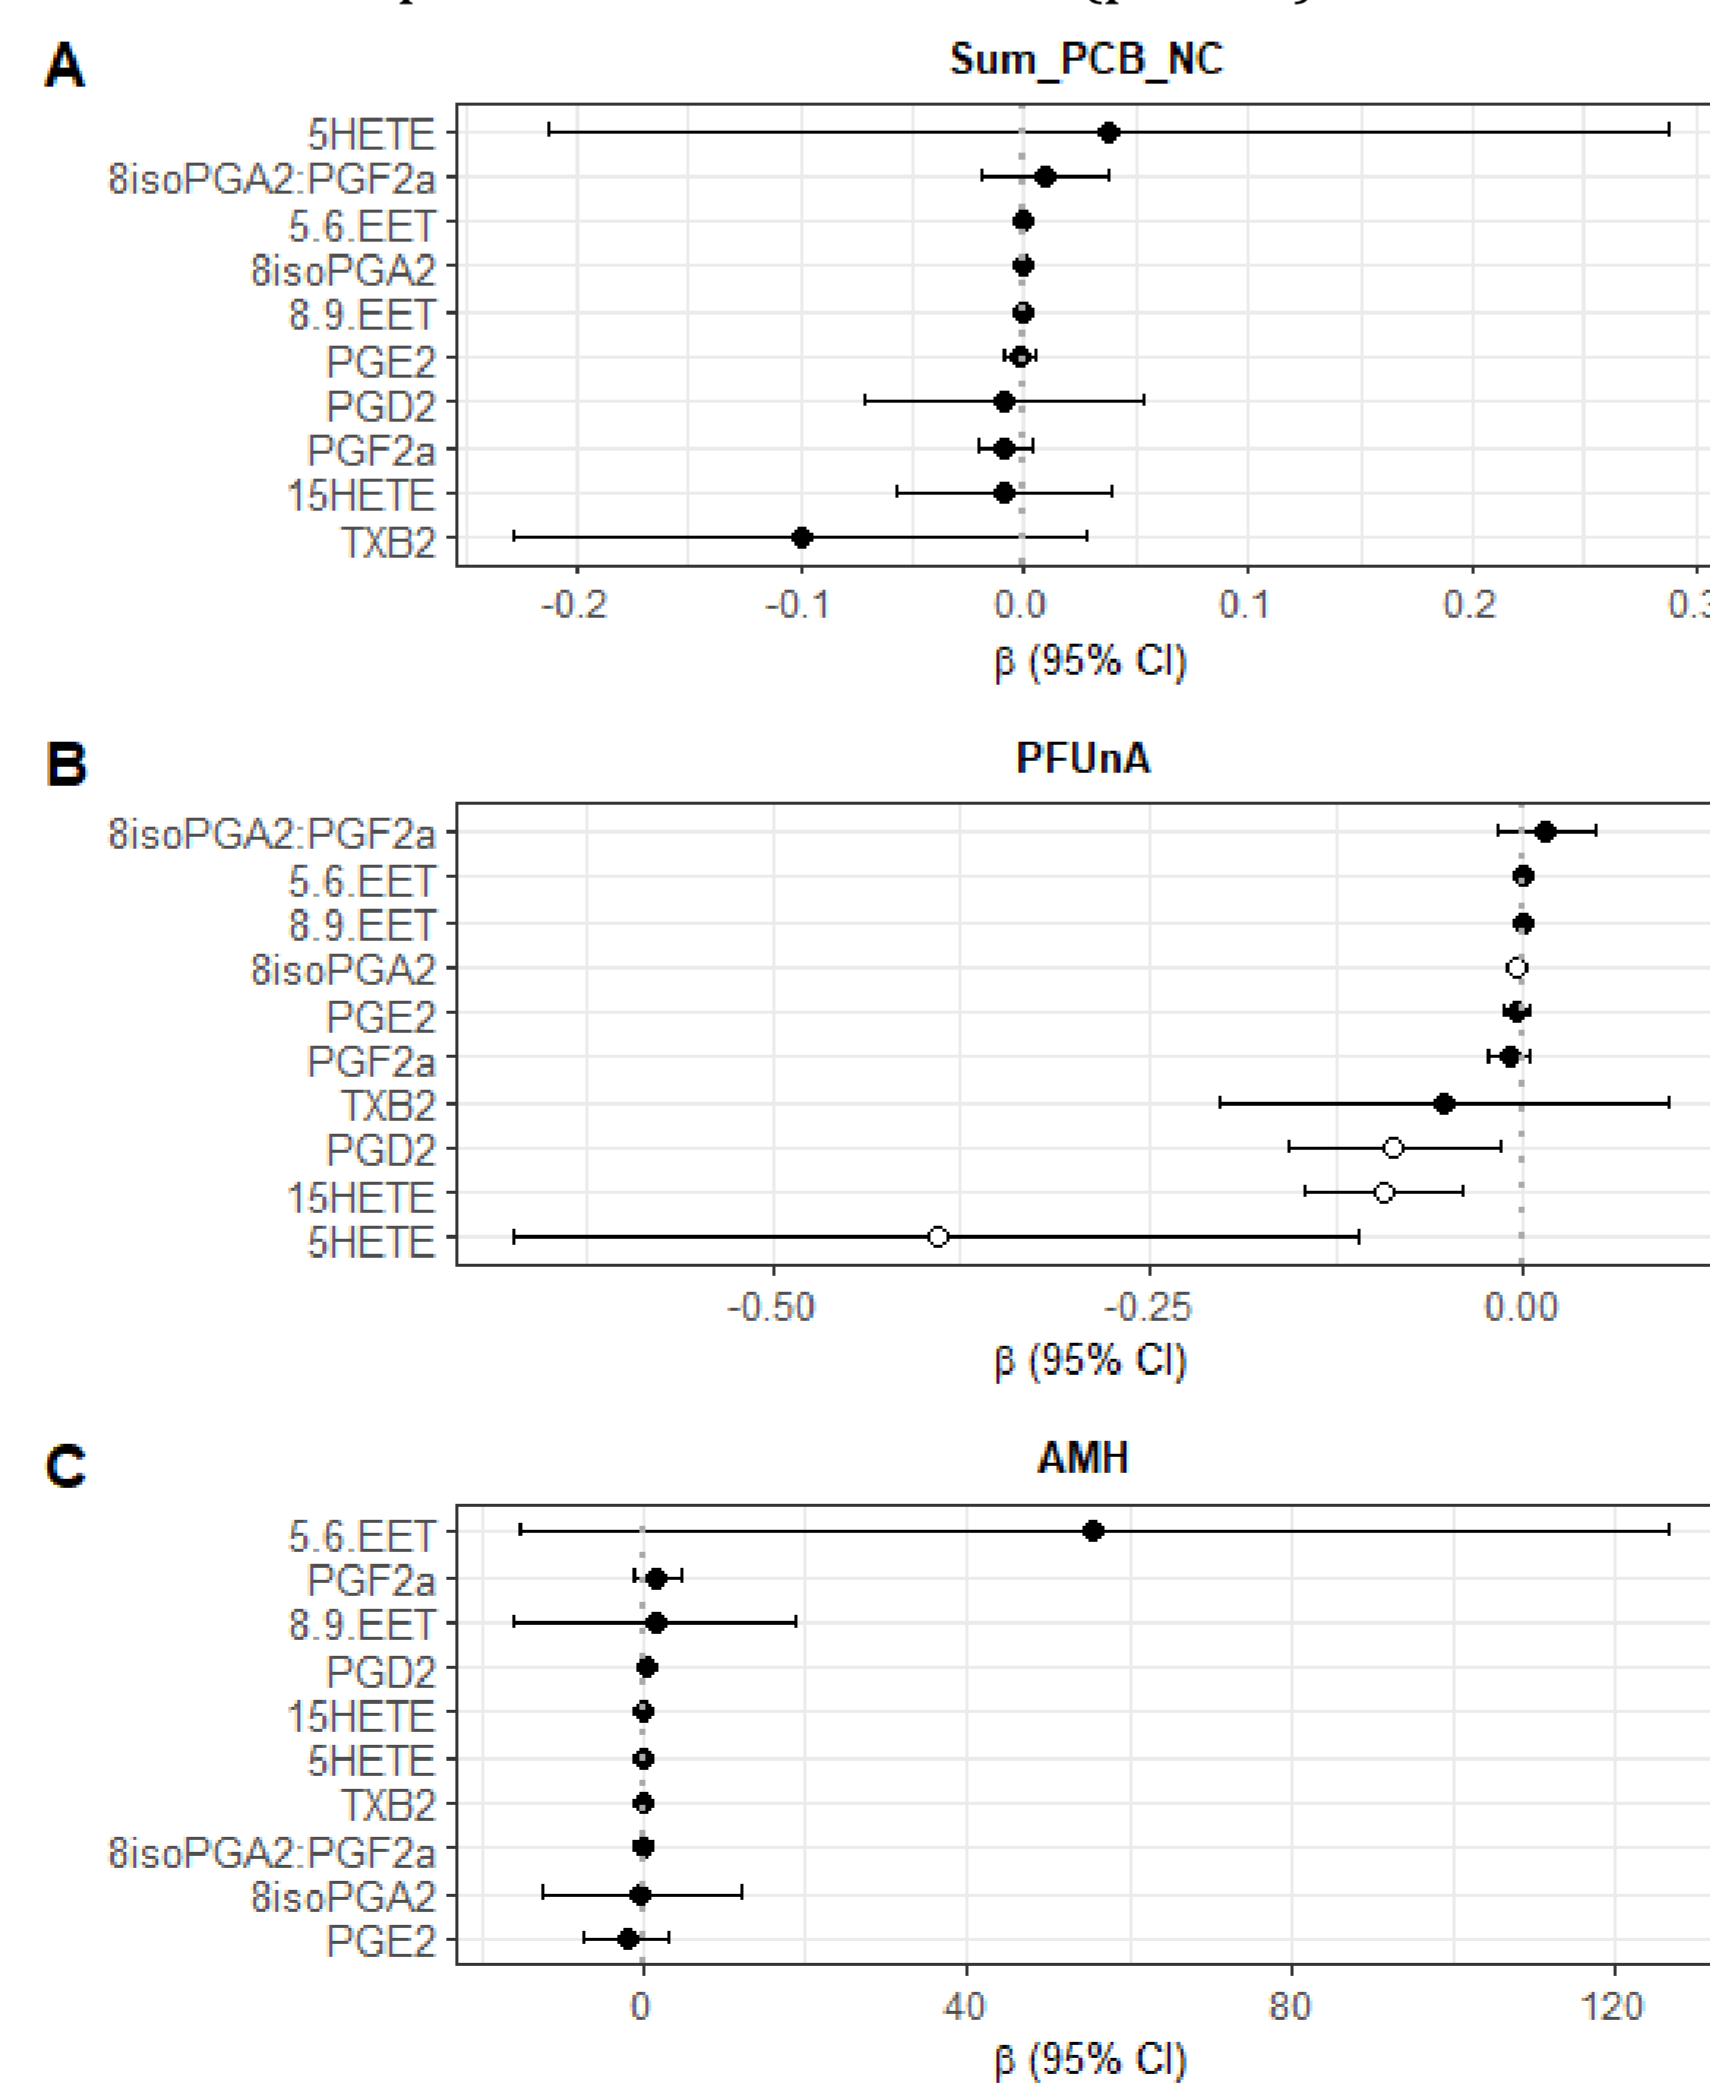 A
Sum_PCB_NC
5HETE
8isoPGA2:PGF2a
5.6.EET
8isoPGA2
8.9.EET
PGE2
PGD2
PGF2a
15HETE
TXB2
-0.2 -0.1 0.0 0.1 0.2
β (95% CI)
B
PFUnA
8isoPGA2:PGF2a
5.6.EET
8.9.EET
8isoPGA2
PGE2
PGF2a
TXB2
PGD2
15HETE
5HETE
-0.50 -0.25 0.00
β (95% CI)
C
AMH
5.6.EET
PGF2a
8.9.EET
PGD2
15HETE
5HETE
TXB2
8isoPGA2:PGF2a
8isoPGA2
PGE2
0 40 80 120
β (95% CI)